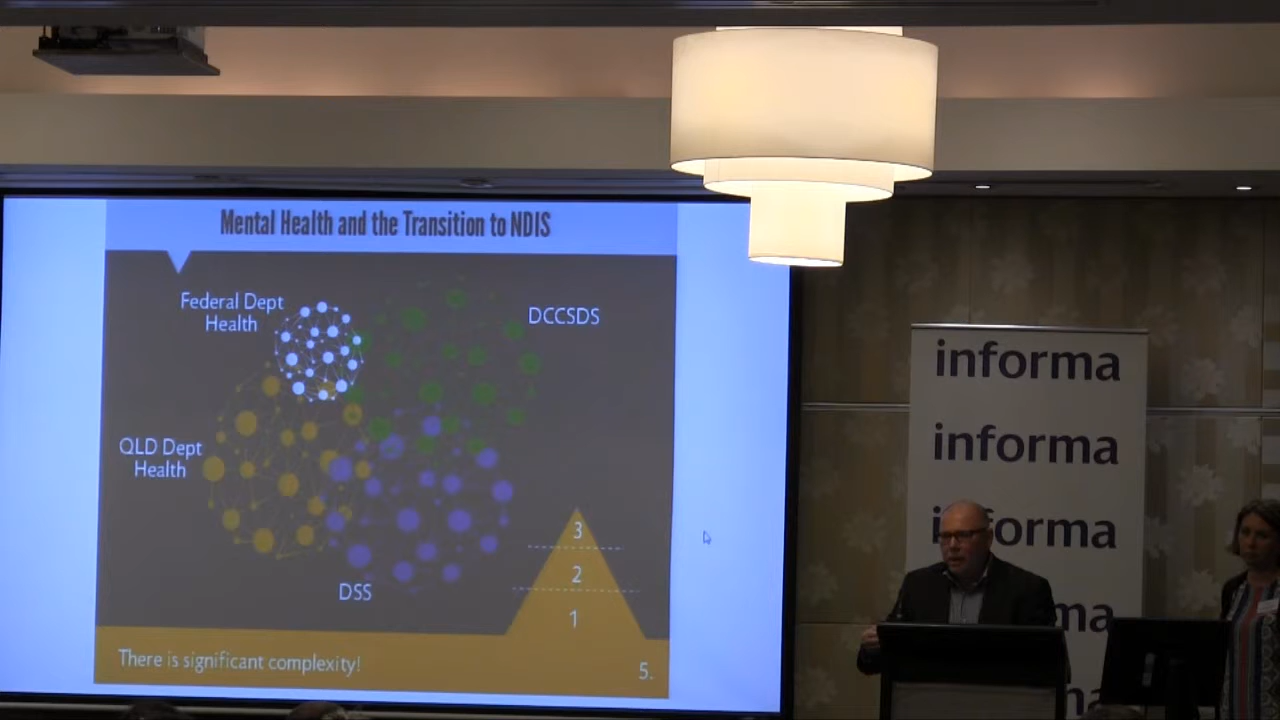 Mental Health and the Transition to NDIS
Federal Dept
Health
DCCSDS
QLD Dept
Health
DSS
3
2
1
There is significant complexity!
5.
informa
informa
informa
ma